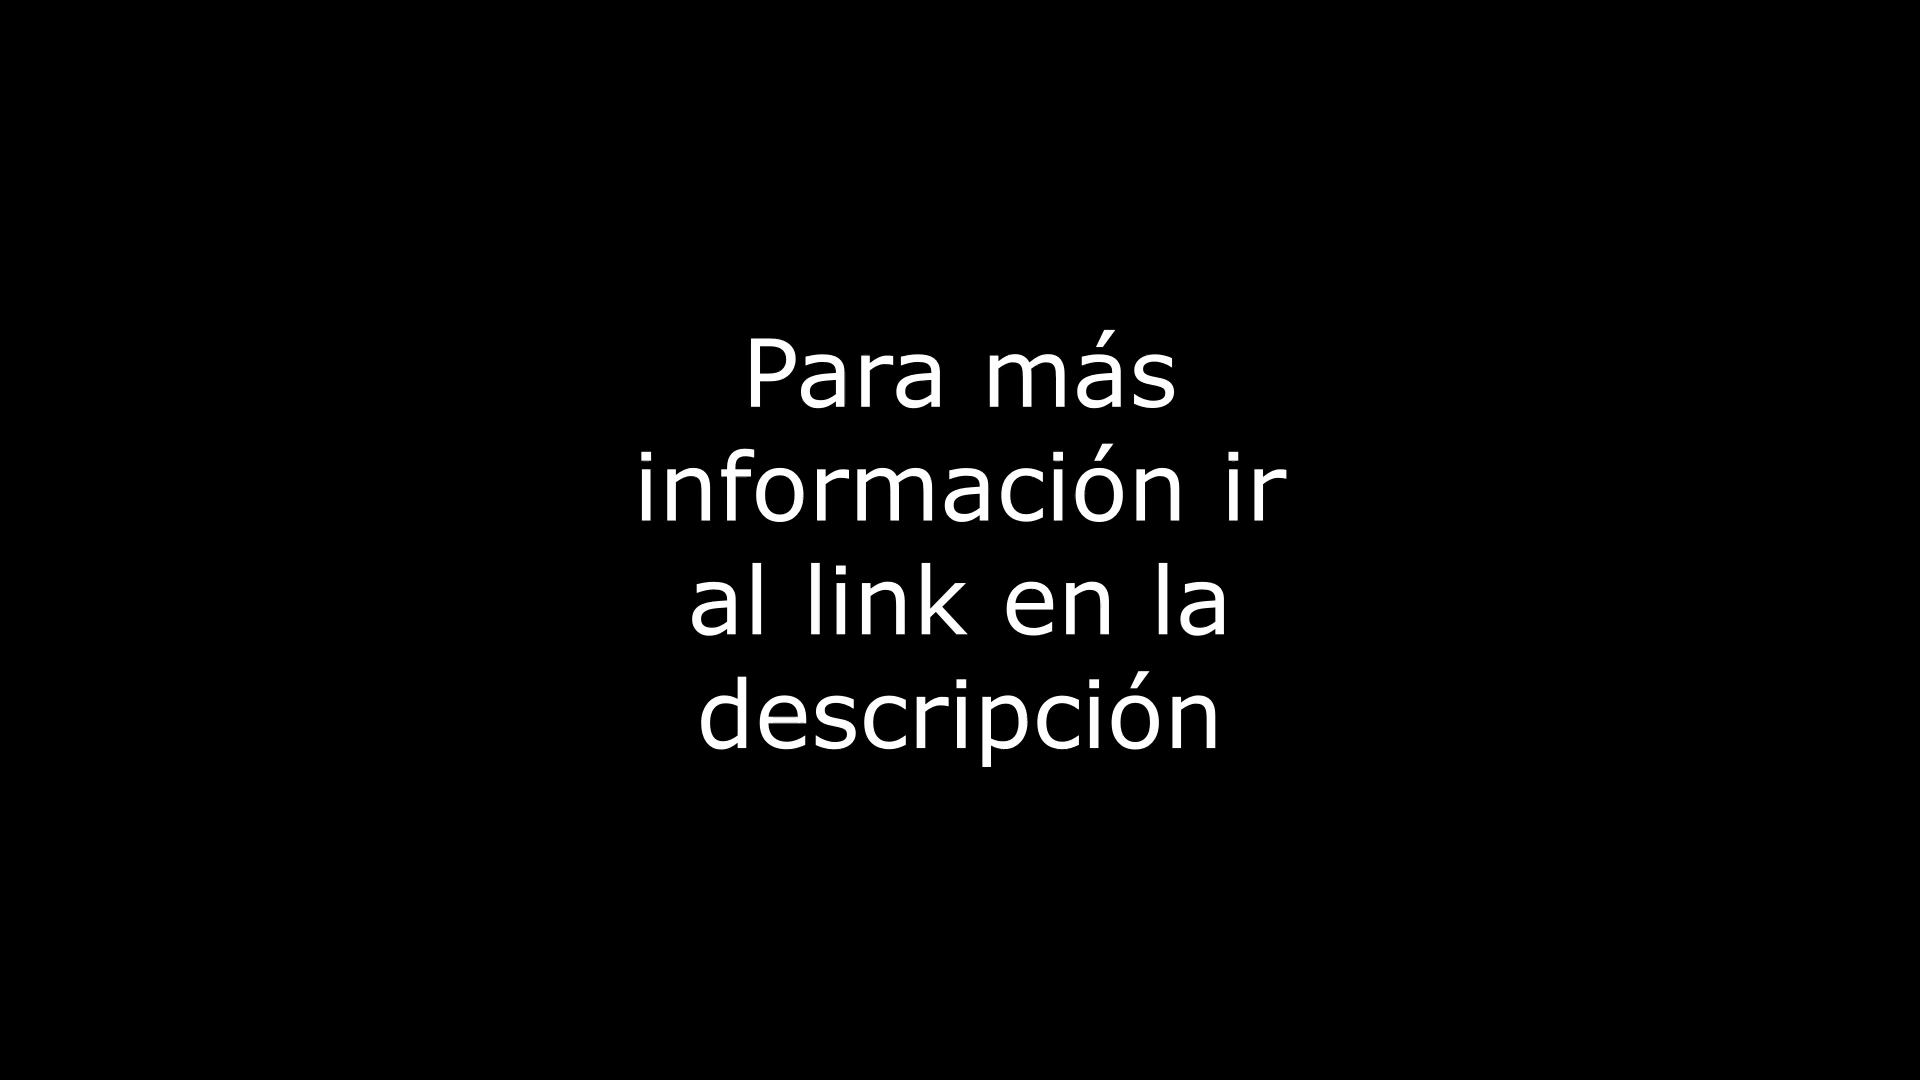 Para más
información ir
al link en la
descripción